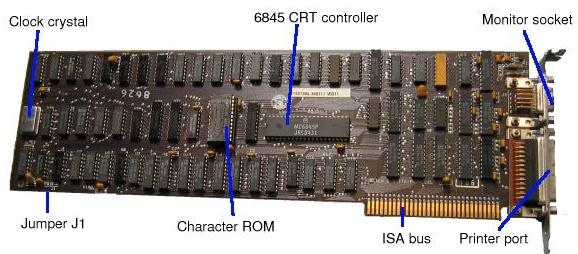 Clock crystal
6845 CRT controller
Monitor socket
8626
MC6845P
Jumper J1
Character ROM
ISA bus
Printer port